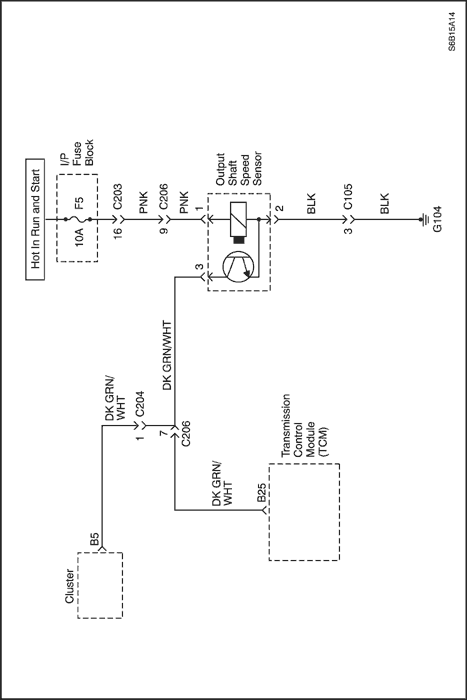 S6B15A14
Hot In Run and Start
I/P
Fuse
Block
F5
10A
C203
16
PNK
C206
9
PNK
1
Output
Shaft
Speed
Sensor
3
2
BLK
C105
3
BLK
G104
DK GRN/WHT
DK GRN/
WHT
C204
1
7
C206
DK GRN/
WHT
B25
Transmission
Control
Module
(TCM)
B5
Cluster